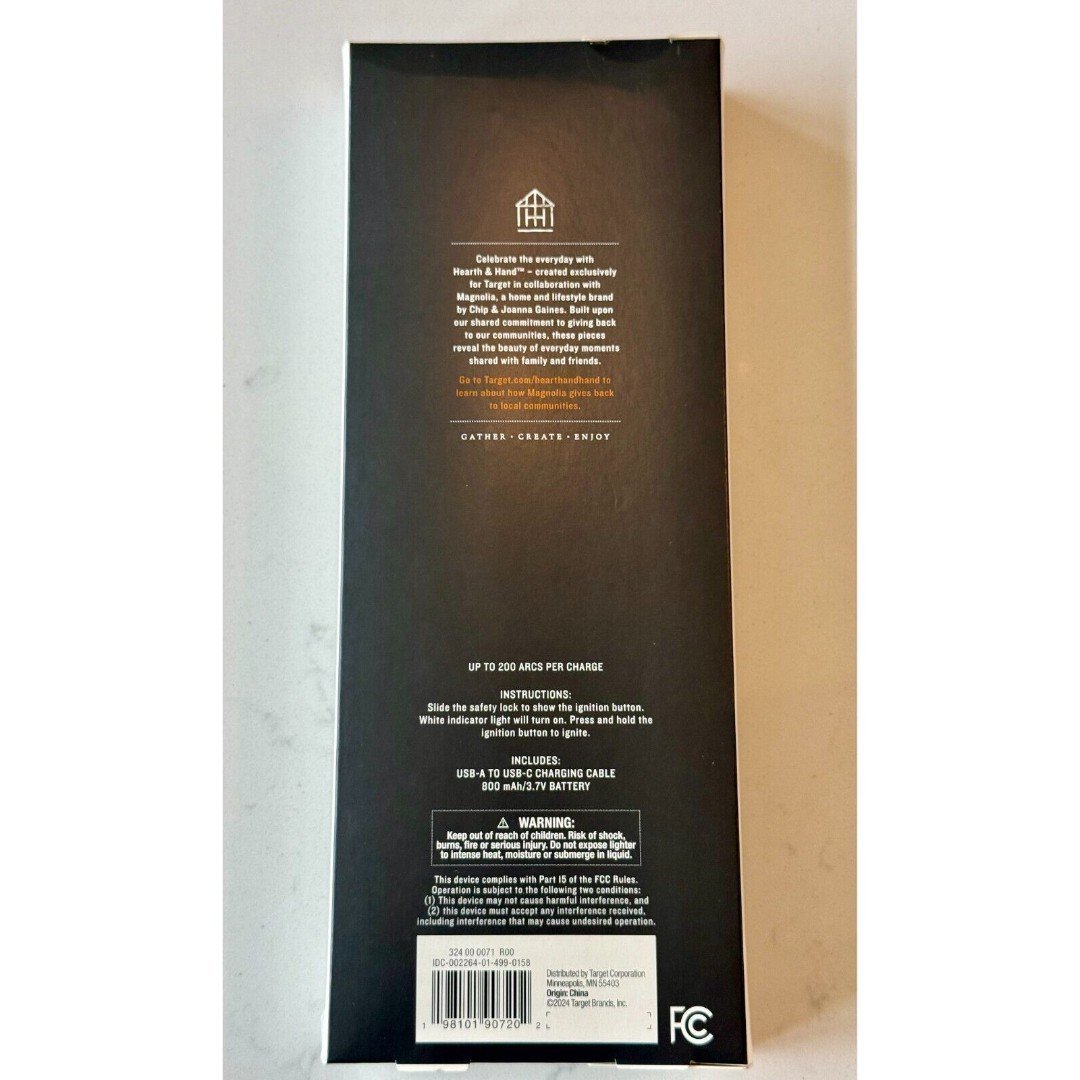 Celebrate the everyday with
Hearth & Hand™ – created exclusively
for Target in collaboration with
Magnolia, a home and lifestyle brand
by Chip & Joanna Gaines. Built upon
our shared commitment to giving back
to our communities, these pieces
reveal the beauty of everyday moments
shared with family and friends.
Go to Target.com/hearthandhand to
learn about how Magnolia gives back
to local communities.
GATHER · CREATE · ENJOY
UP TO 200 ARCS PER CHARGE
INSTRUCTIONS:
Slide the safety lock to show the ignition button.
White indicator light will turn on. Press and hold the
ignition button to ignite.
INCLUDES:
USB-A TO USB-C CHARGING CABLE
800 mAh/3.7V BATTERY
⚠ WARNING:
Keep out of reach of children. Risk of shock,
burns, fire or serious injury. Do not expose lighter
to intense heat, moisture or submerge in liquid.
This device complies with Part 15 of the FCC Rules.
Operation is subject to the following two conditions:
(1) This device may not cause harmful interference, and
(2) this device must accept any interference received,
including interference that may cause undesired operation.
324 00 0071 R00
IDC-002264-01-499-0158
1 98101 90720 2
Distributed by Target Corporation
Minneapolis, MN 55403
Origin: China
©2024 Target Brands, Inc.
FCC